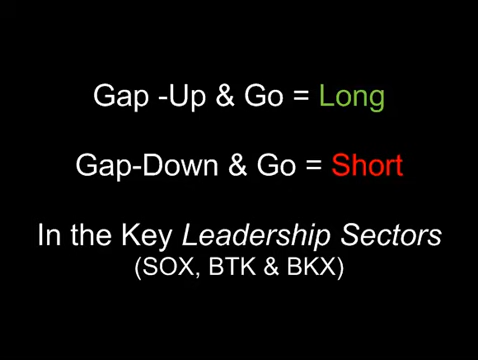 Gap -Up & Go = Long
Gap-Down & Go = Short
In the Key Leadership Sectors
(SOX, BTK & BKX)